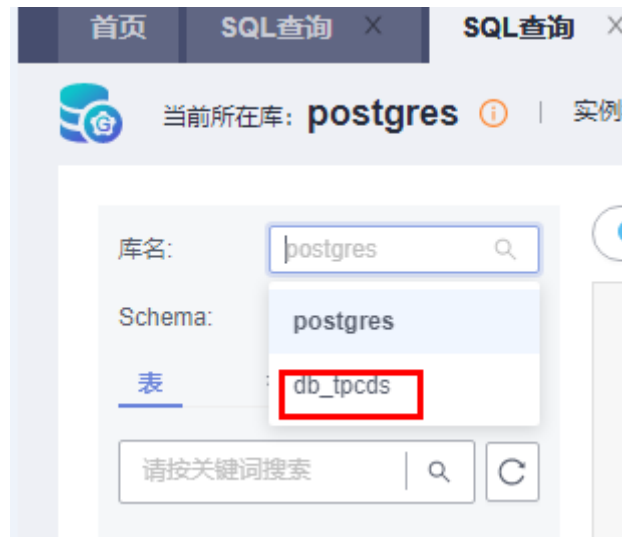 首页 SQL查询 SQL查询
当前所在库: postgres 实例
库名: postgres
Schema: postgres
表 db_tpcds
请按关键词搜索